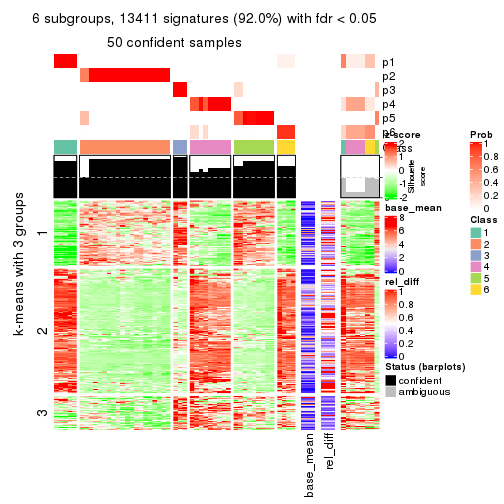 6 subgroups, 13411 signatures (92.0%) with fdr < 0.05
50 confident samples
p1
p2
p3
p4
p5
p6
Class
z-score
2
1
0
-1
-2
Silhouette
score
Prob
1
0.8
0.6
0.4
0.2
0
base_mean
8
6
4
2
0
Class
1
2
3
4
5
6
rel_diff
1
0.8
0.6
0.4
0.2
0
Status (barplots)
confident
ambiguous
k-means with 3 groups
1
2
3
base_mean
rel_diff